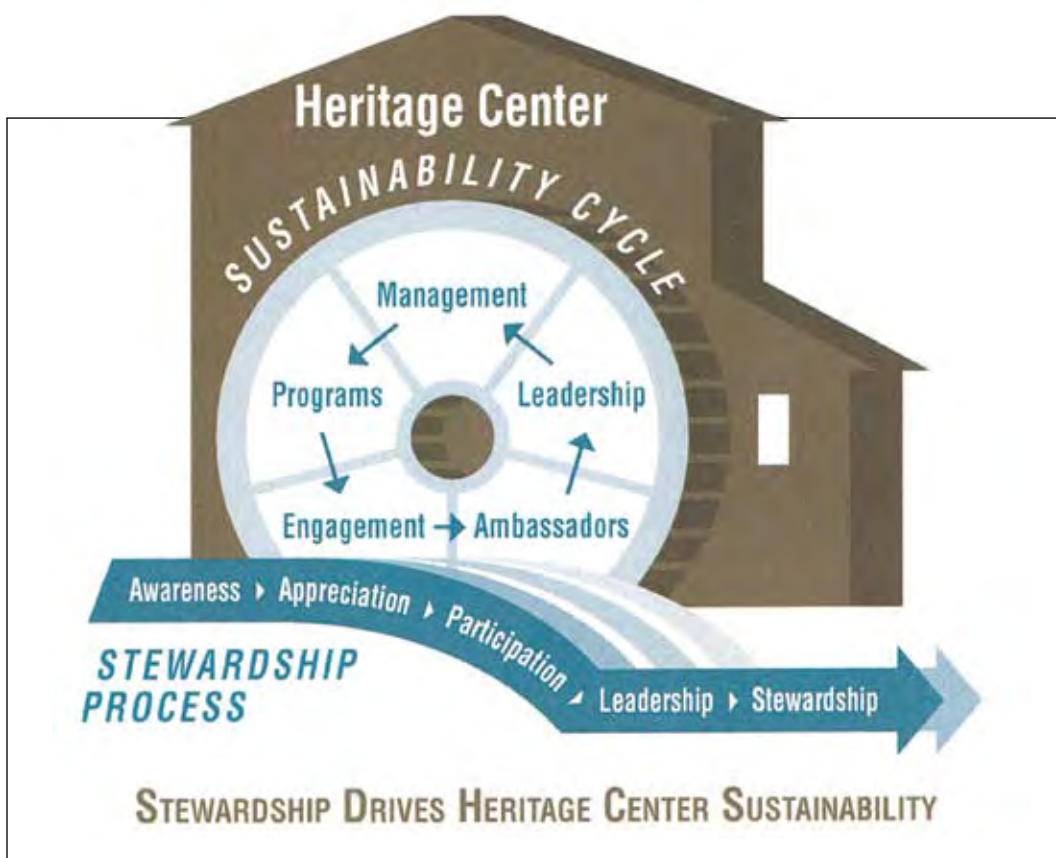 Heritage Center
SUSTAINABILITY CYCLE
Management
Programs
Leadership
Engagement
Ambassadors
Awareness
Appreciation
Participation
Leadership
Stewardship
STEWARDSHIP
PROCESS
STEWARDSHIP DRIVES HERITAGE CENTER SUSTAINABILITY